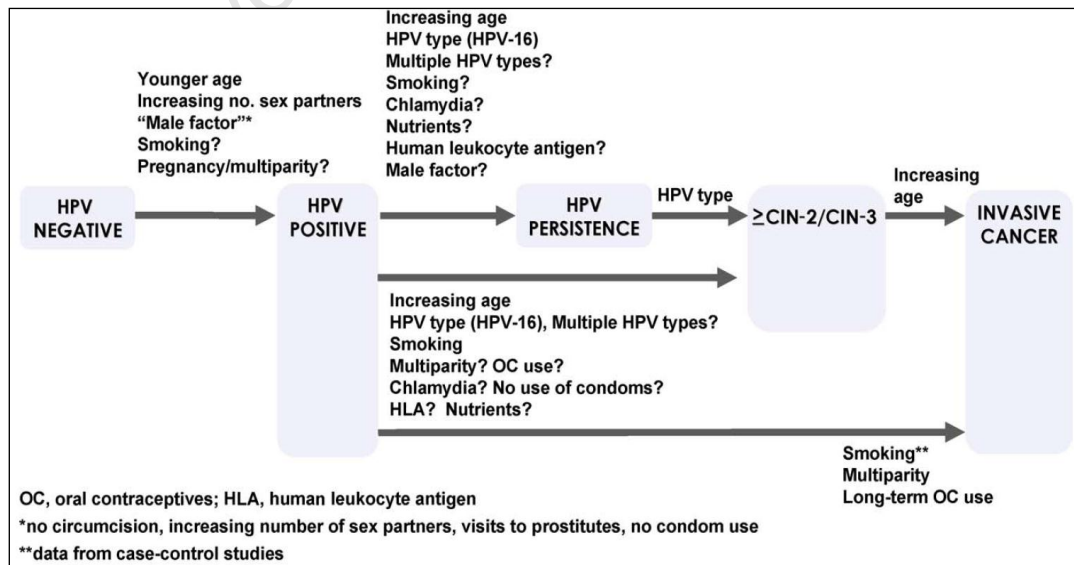 Increasing age
HPV type (HPV-16)
Multiple HPV types?
Smoking?
Chlamydia?
Nutrients?
Human leukocyte antigen?
Male factor?
Younger age
Increasing no. sex partners
“Male factor”*
Smoking?
Pregnancy/multiparity?
HPV
NEGATIVE
HPV
POSITIVE
HPV
PERSISTENCE
HPV type
≥CIN-2/CIN-3
Increasing
age
INVASIVE
CANCER
Increasing age
HPV type (HPV-16), Multiple HPV types?
Smoking
Multiparity? OC use?
Chlamydia? No use of condoms?
HLA? Nutrients?
Smoking**
Multiparity
Long-term OC use
OC, oral contraceptives; HLA, human leukocyte antigen
*no circumcision, increasing number of sex partners, visits to prostitutes, no condom use
**data from case-control studies